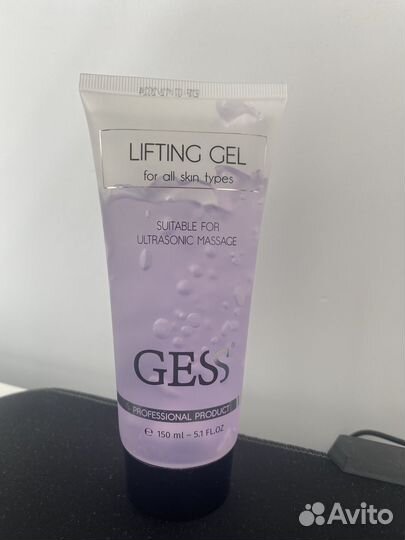 LIFTING GEL
for all skin types
SUITABLE FOR
ULTRASONIC MASSAGE
GESS
PROFESSIONAL PRODUCT
℮ 150 ml – 5.1 FL.OZ
Avito